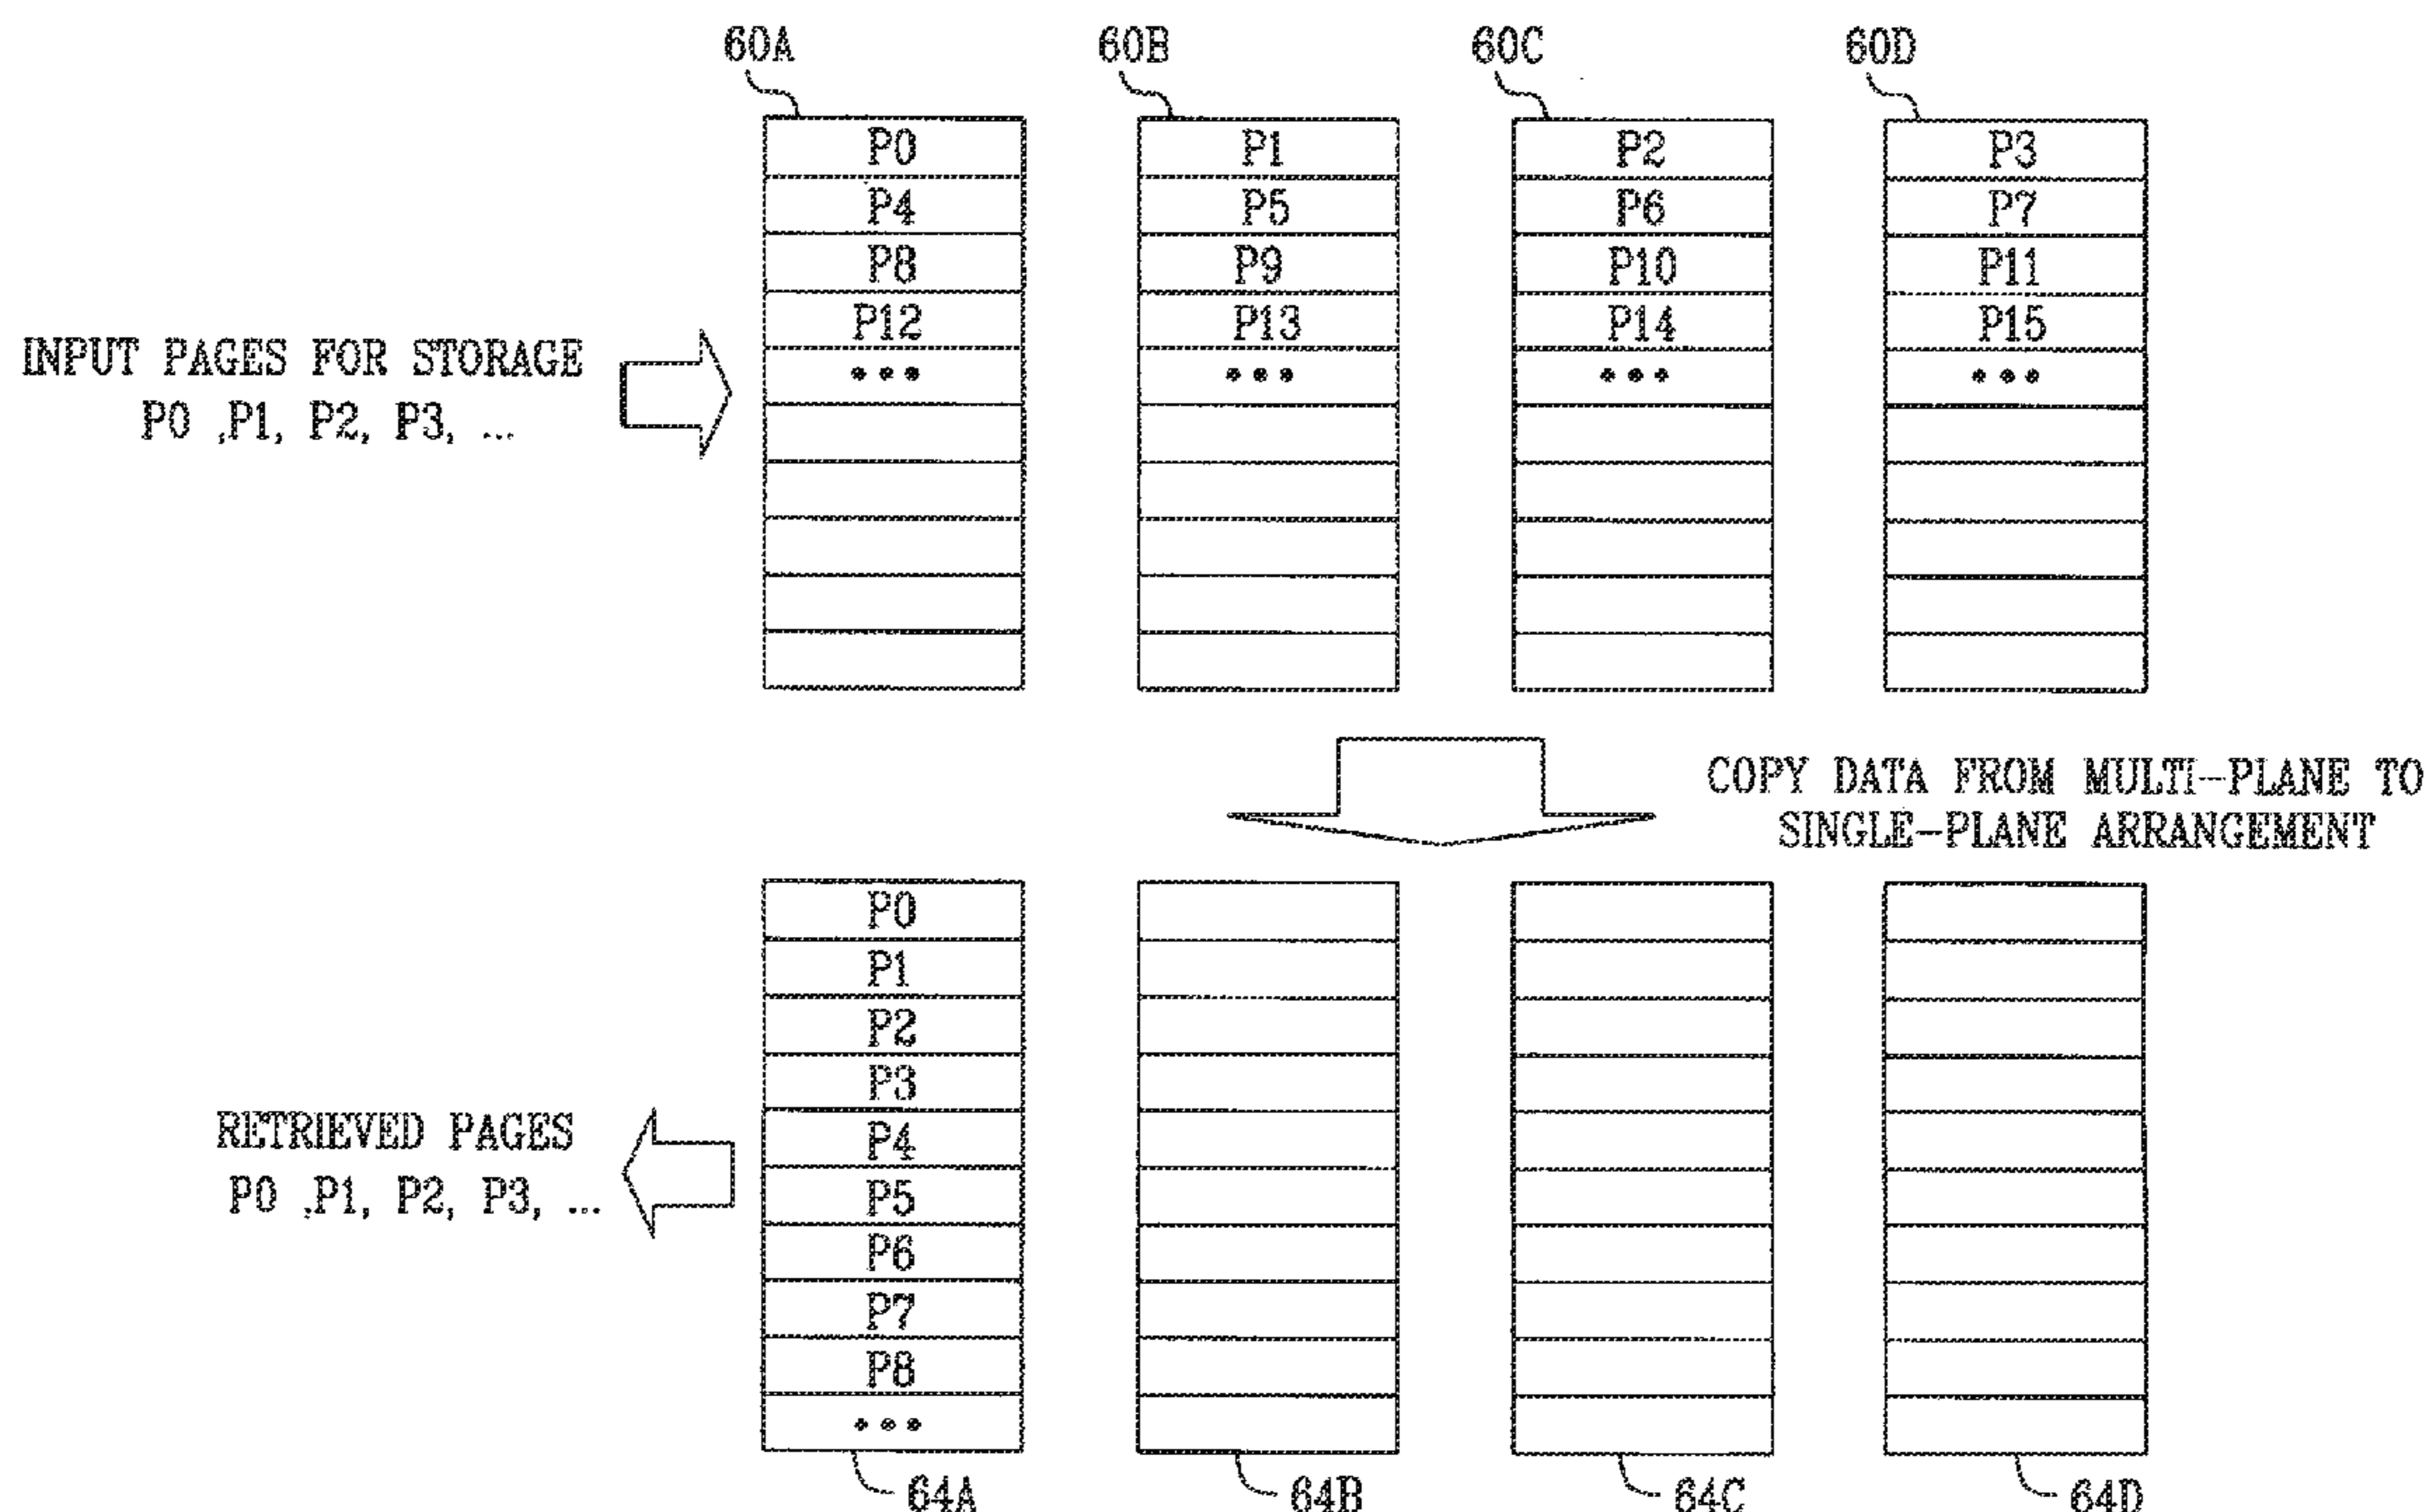 60A 60B 60C 60D
P0 P1 P2 P3
P4 P5 P6 P7
P8 P9 P10 P11
P12 P13 P14 P15
••• ••• ••• •••
INPUT PAGES FOR STORAGE
P0 ,P1, P2, P3, ...
COPY DATA FROM MULTI-PLANE TO
SINGLE-PLANE ARRANGEMENT
P0
P1
P2
P3
P4
P5
P6
P7
P8
•••
RETRIEVED PAGES
P0 ,P1, P2, P3, ...
64A 64B 64C 64D